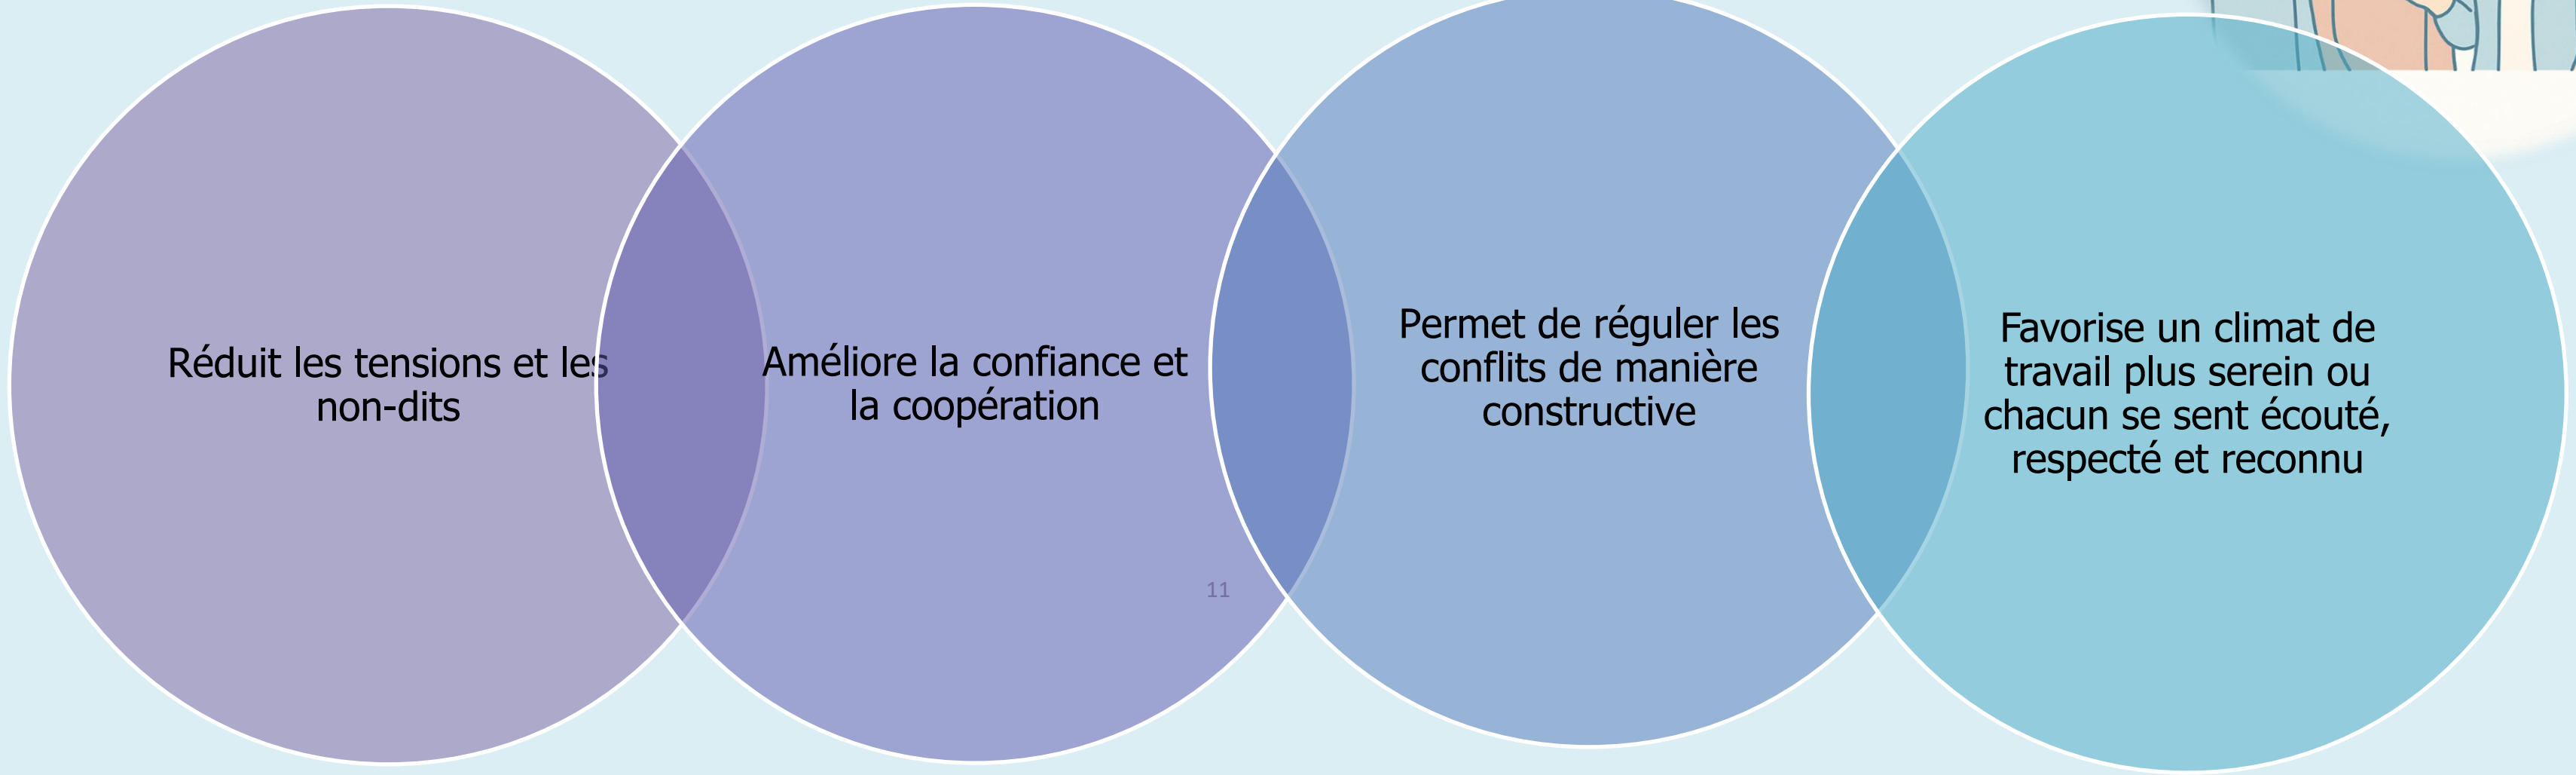 Réduit les tensions et les
non-dits
Améliore la confiance et
la coopération
Permet de réguler les
conflits de manière
constructive
Favorise un climat de
travail plus serein ou
chacun se sent écouté,
respecté et reconnu
11